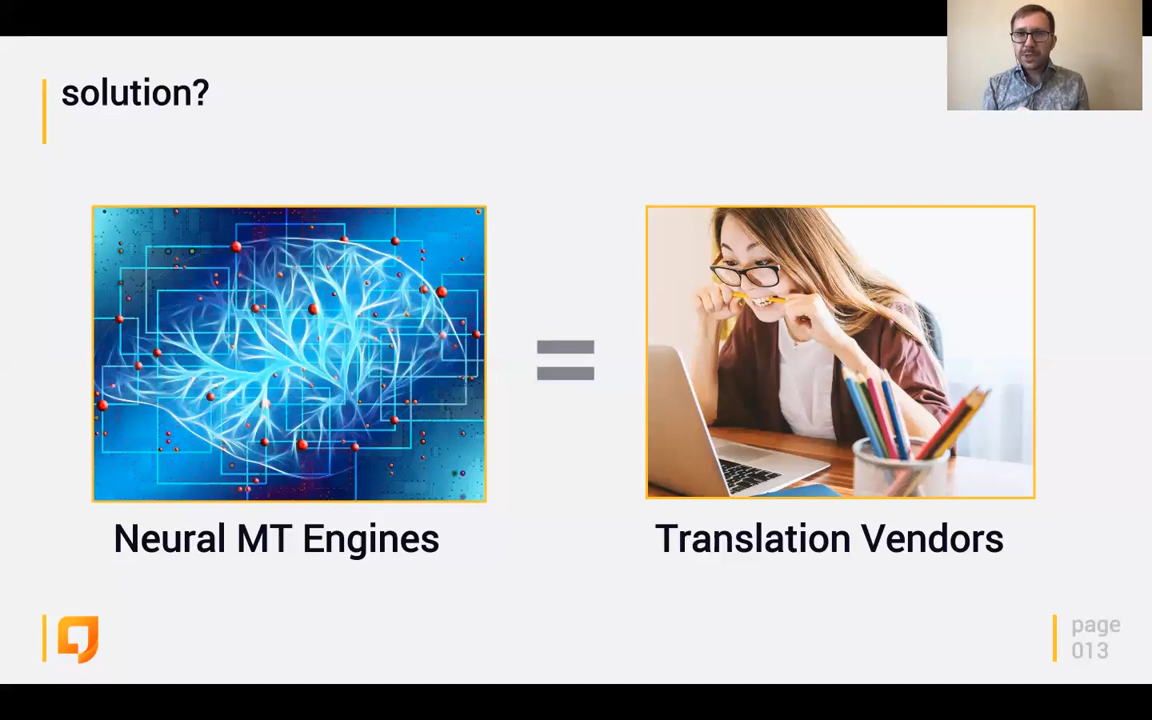 solution?
=
Neural MT Engines
Translation Vendors
page
013